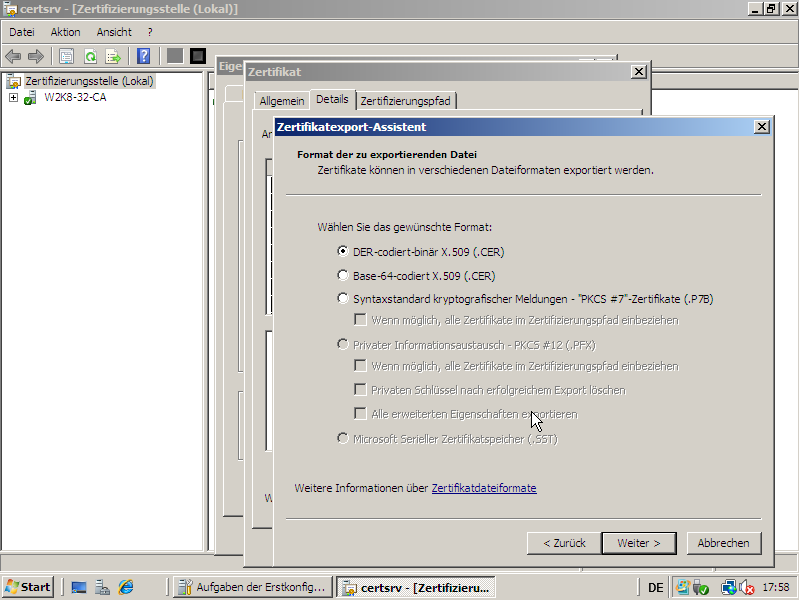 certsrv - [Zertifizierungsstelle (Lokal)]
Datei Aktion Ansicht ?
Zertifizierungsstelle (Lokal)
W2K8-32-CA
Eige
Zertifikat
Allgemein Details Zertifizierungspfad
Zertifikatexport-Assistent
Format der zu exportierenden Datei
Zertifikate können in verschiedenen Dateiformaten exportiert werden.
Wählen Sie das gewünschte Format:
DER-codiert-binär X.509 (.CER)
Base-64-codiert X.509 (.CER)
Syntaxstandard kryptografischer Meldungen - "PKCS #7"-Zertifikate (.P7B)
Wenn möglich, alle Zertifikate im Zertifizierungspfad einbeziehen
Privater Informationsaustausch - PKCS #12 (.PFX)
Wenn möglich, alle Zertifikate im Zertifizierungspfad einbeziehen
Privaten Schlüssel nach erfolgreichem Export löschen
Alle erweiterten Eigenschaften exportieren
Microsoft Serieller Zertifikatspeicher (.SST)
Weitere Informationen über Zertifikatdateiformate
< Zurück Weiter > Abbrechen
Start Aufgaben der Erstkonfig... certsrv - [Zertifizieru... DE 17:58